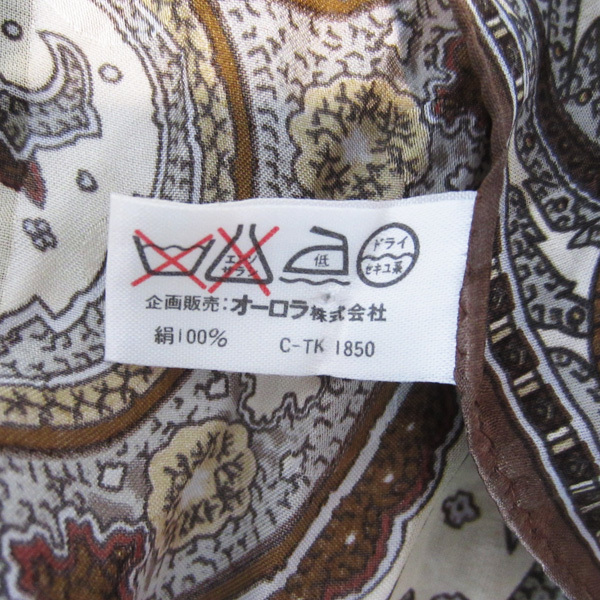 エンソ
サラシ
低
ドライ
セキユ系
企画販売：オーロラ株式会社
絹100% C-TK 1850